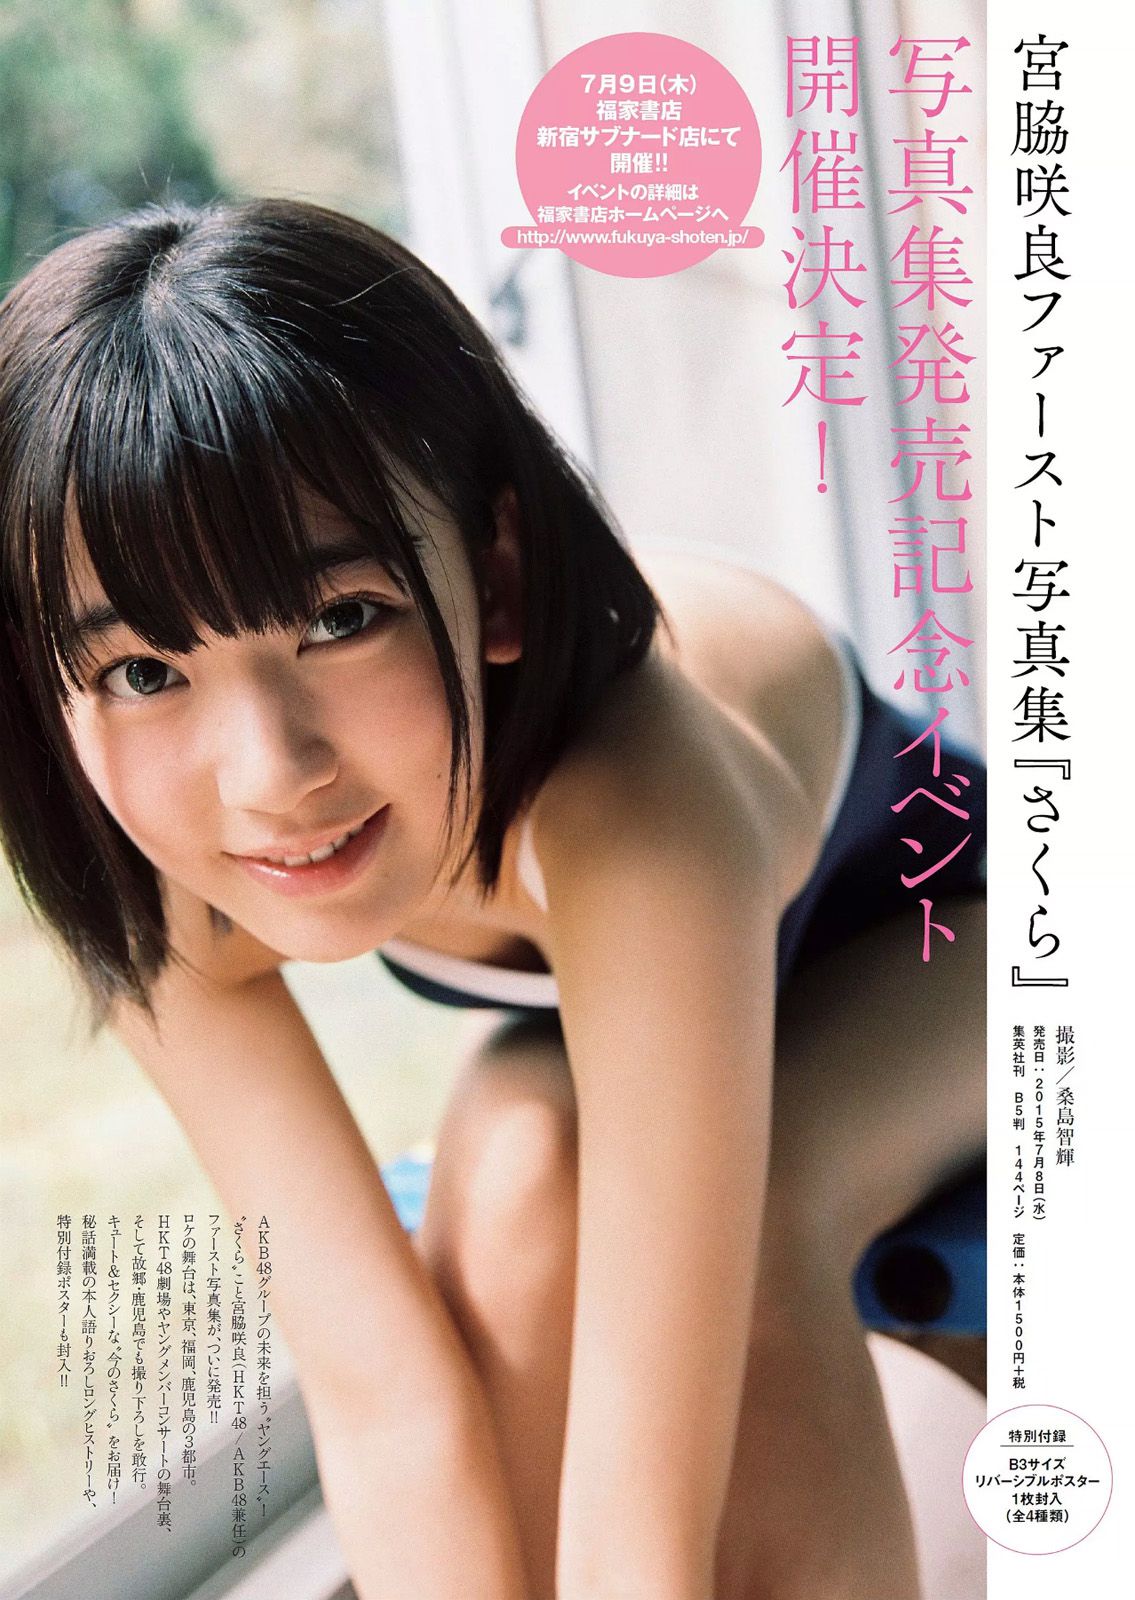 宮脇咲良ファースト写真集『さくら』
撮影／桑島智輝
発売日：2015年7月8日(水)
集英社刊　B5判　144ページ　定価：本体1500円+税
写真集発売記念イベント
開催決定！
7月9日(木)
福家書店
新宿サブナード店にて
開催!!
イベントの詳細は
福家書店ホームページへ
http://www.fukuya-shoten.jp/
AKB48グループの未来を担う“ヤングエース”！
“さくら”こと宮脇咲良(HKT48/AKB48兼任)の
ファースト写真集が、ついに発売!!
ロケの舞台は、東京、福岡、鹿児島の3都市。
HKT48劇場やヤングメンバーコンサートの舞台裏、
そして故郷・鹿児島でも撮り下ろしを敢行。
キュート&セクシーな“今のさくら”をお届け！
秘話満載の本人語りおろしロングヒストリーや、
特別付録ポスターも封入!!
特別付録
B3サイズ
リバーシブルポスター
1枚封入
(全4種類)